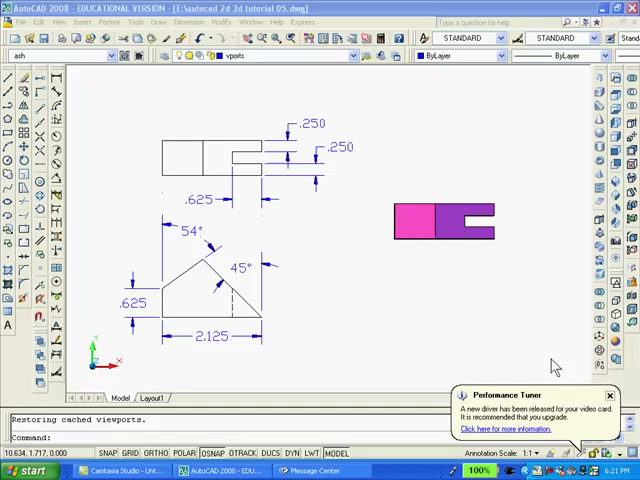 AutoCAD 2008 - EDUCATIONAL VERSION - [E:\autocad 2d 3d tutorial 05.dwg]
File Edit View Insert Format Tools Draw Dimension Modify Window Help Express
Type a question for help
STANDARD
STANDARD
Standa
ash
vports
ByLayer
ByLayer
.250
.250
.625
54°
45°
.625
2.125
Y
X
Model
Layout1
Restoring cached viewports.
Command:
Performance Tuner
A new driver has been released for your video card.
It is recommended that you upgrade.
Click here for more information.
10.634, 1.717, 0.000
SNAP GRID ORTHO POLAR OSNAP OTRACK DUCS DYN LWT MODEL
Annotation Scale: 1:1
start
Camtasia Studio - Unt...
AutoCAD 2008 - EDU...
Message Center
100%
6:21 PM